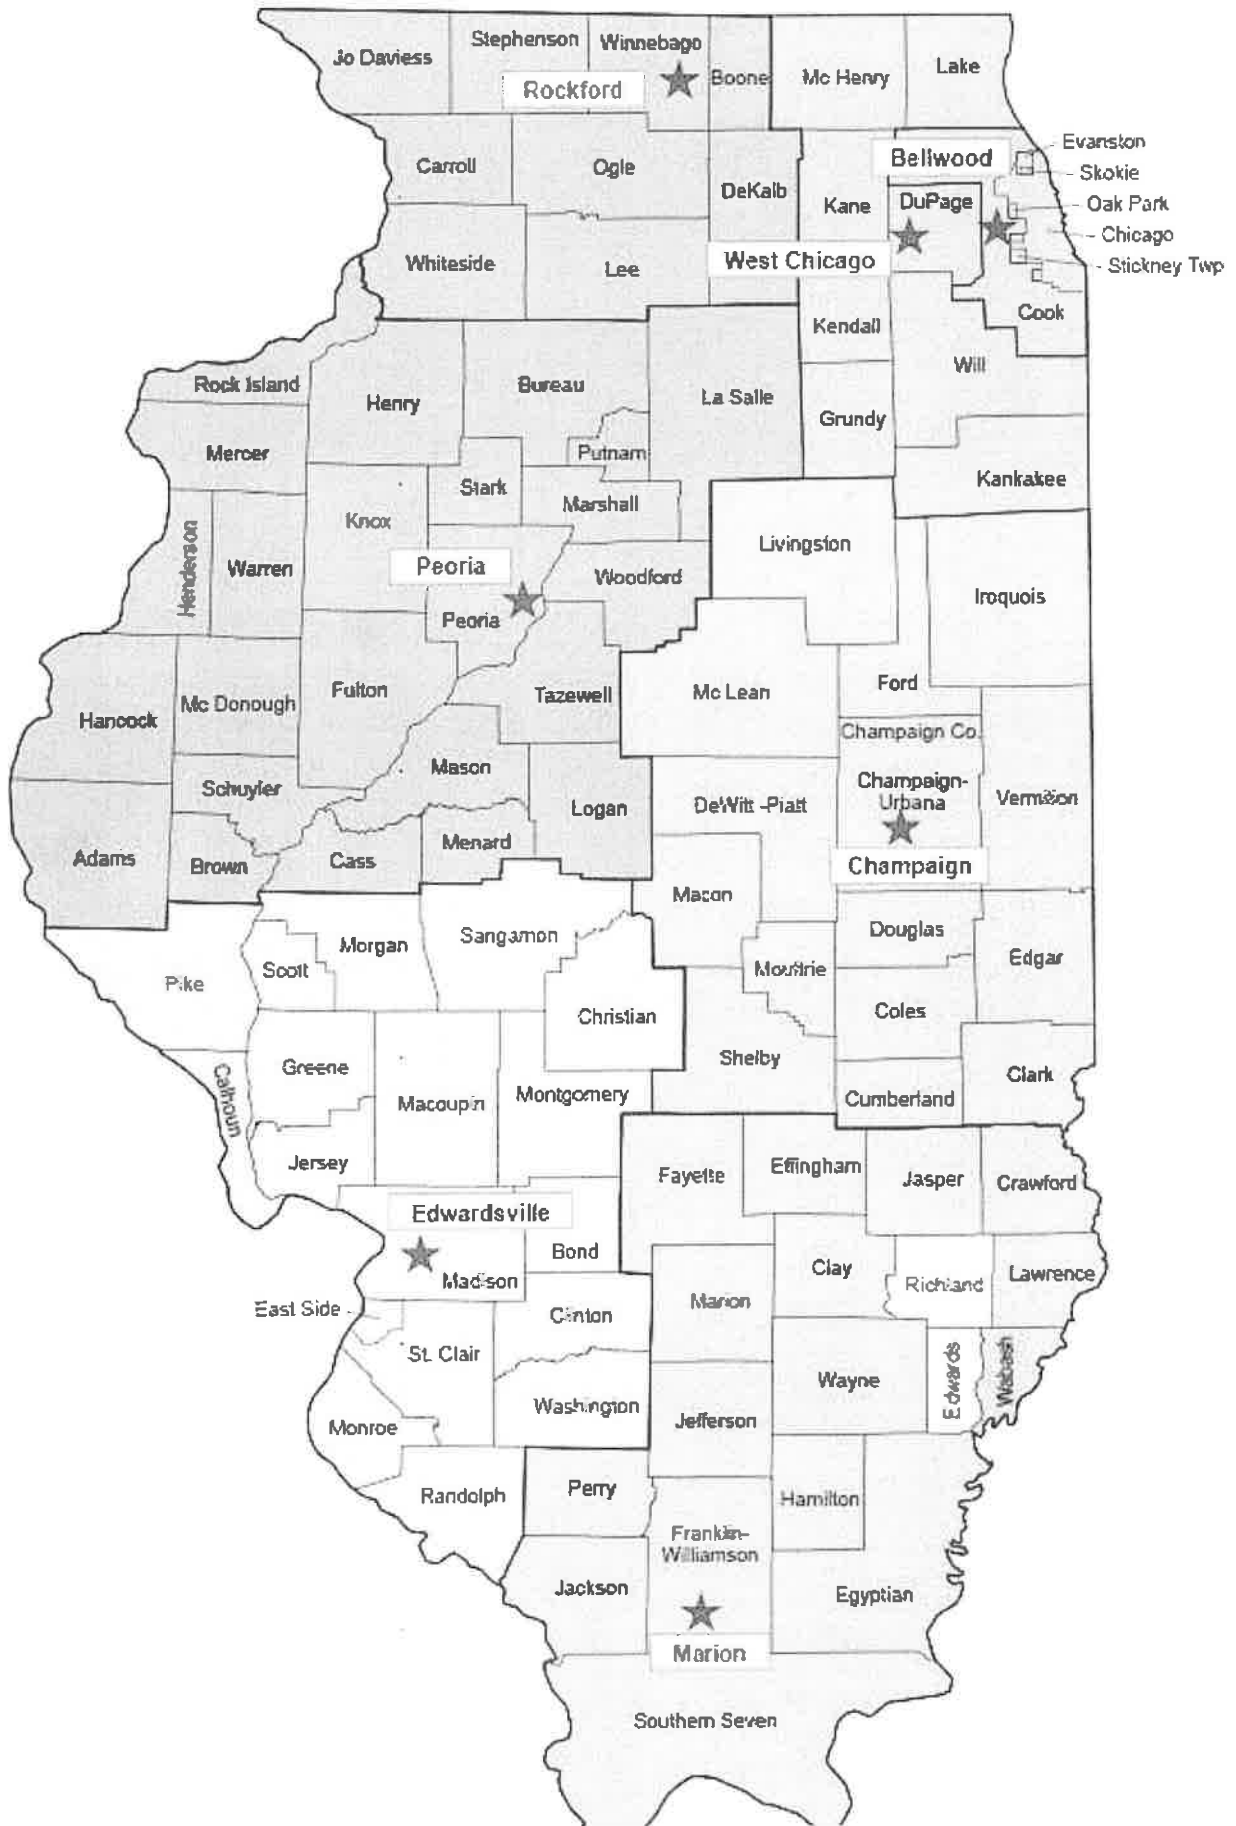 Jo Daviess
Stephenson
Winnebago
Rockford
Boone
Mc Henry
Lake
Carroll
Ogle
DeKalb
Kane
Bellwood
DuPage
Evanston
Skokie
Oak Park
Chicago
Stickney Twp
Whiteside
Lee
West Chicago
Cook
Kendall
Will
Rock Island
Henry
Bureau
La Salle
Grundy
Mercer
Putnam
Kankakee
Stark
Marshall
Knox
Henderson
Warren
Peoria
Woodford
Livingston
Iroquois
Peoria
Hancock
Mc Donough
Fulton
Tazewell
Mc Lean
Ford
Champaign Co.
Schuyler
Mason
Logan
DeWitt -Piatt
Champaign-
Urbana
Vermilion
Adams
Brown
Cass
Menard
Champaign
Macon
Douglas
Edgar
Pike
Scott
Morgan
Sangamon
Christian
Moultrie
Coles
Shelby
Clark
Calhoun
Greene
Macoupin
Montgomery
Cumberland
Jersey
Fayette
Effingham
Jasper
Crawford
Edwardsville
Bond
Madison
Clay
Richland
Lawrence
East Side
Clinton
Marion
St. Clair
Washington
Wayne
Edwards
Wabash
Monroe
Jefferson
Randolph
Perry
Hamilton
Franklin-
Williamson
Jackson
Egyptian
Marion
Southern Seven